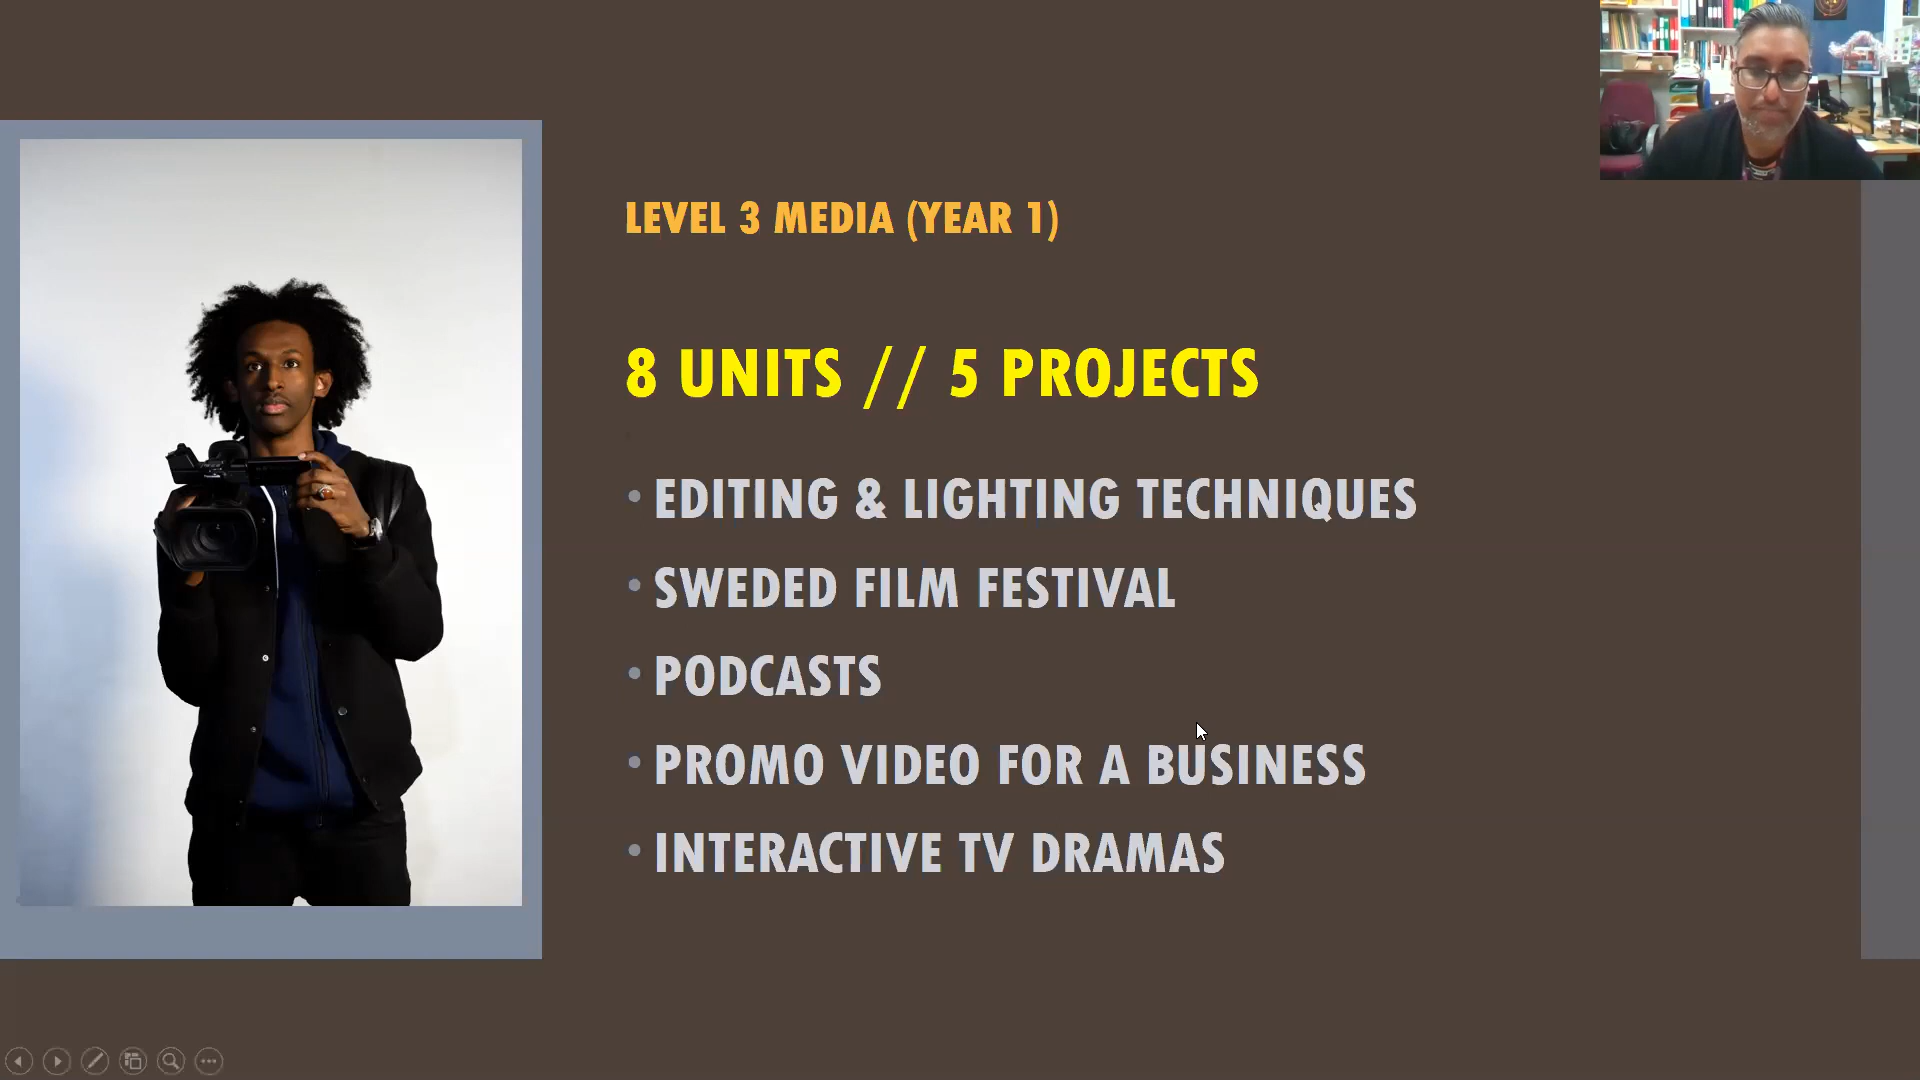 LEVEL 3 MEDIA (YEAR 1)
8 UNITS // 5 PROJECTS
• EDITING & LIGHTING TECHNIQUES
• SWEDED FILM FESTIVAL
• PODCASTS
• PROMO VIDEO FOR A BUSINESS
• INTERACTIVE TV DRAMAS